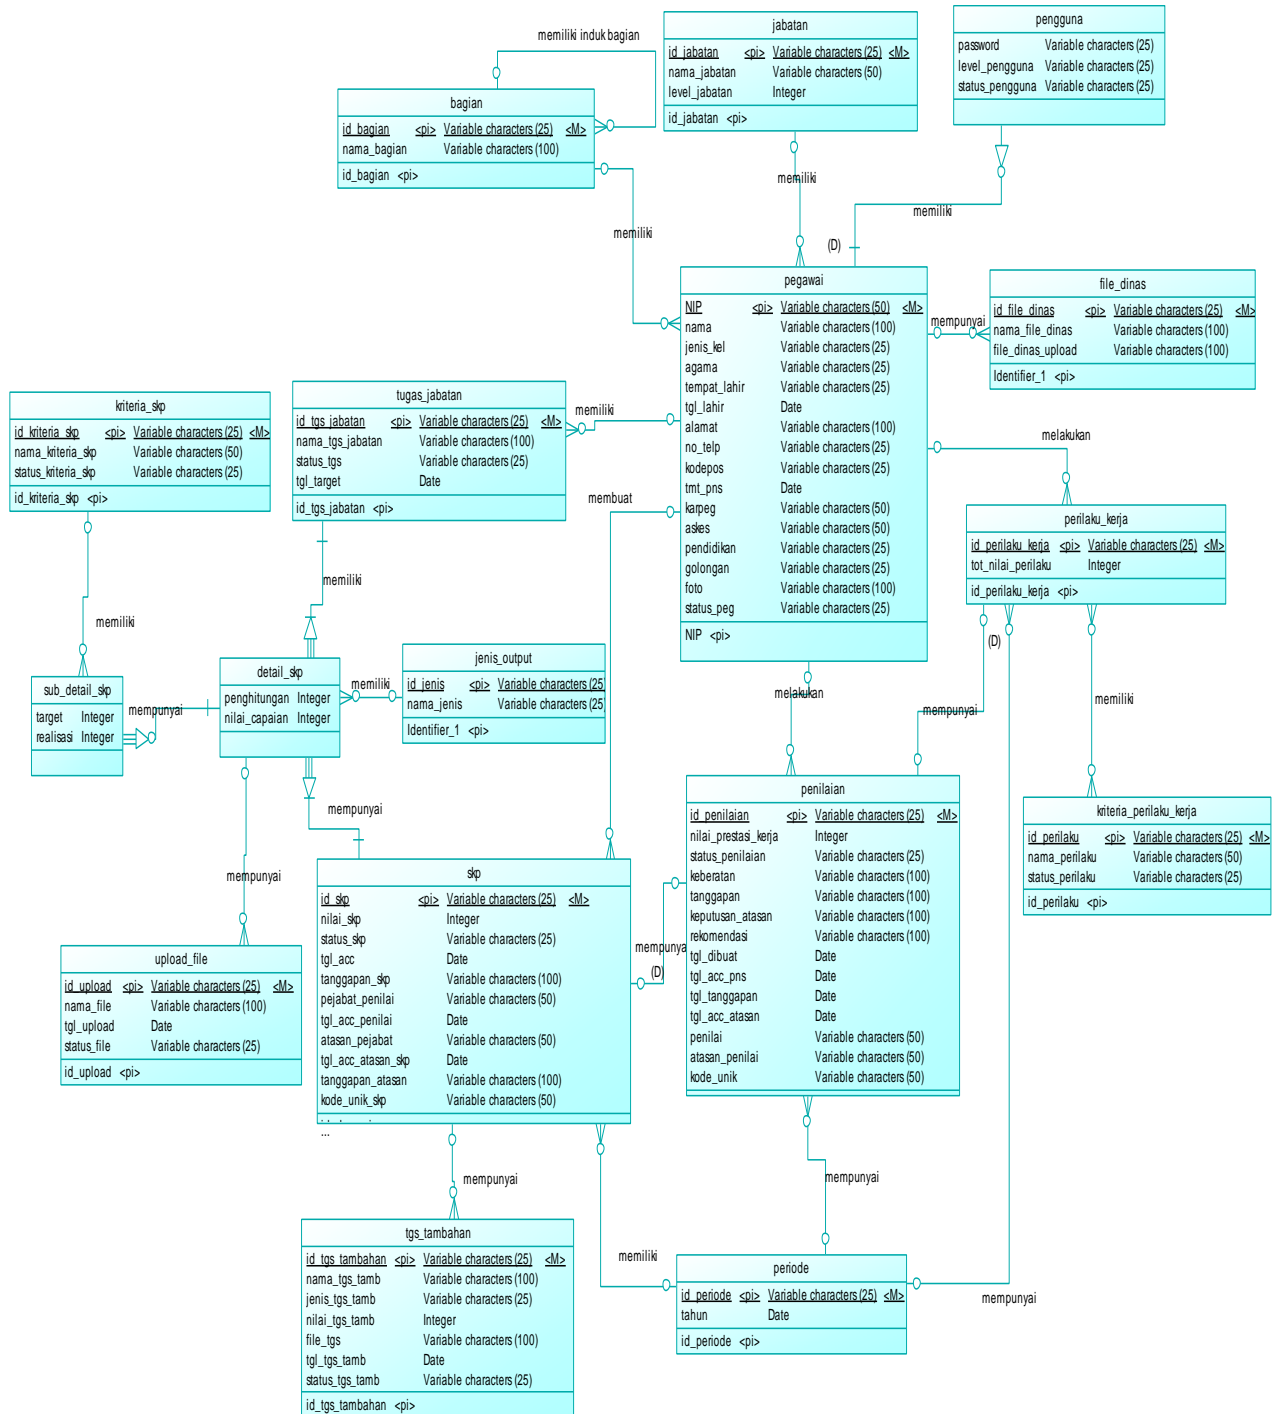 memiliki induk bagian
bagian
id_bagian <pi> Variable characters (25) <M>
nama_bagian Variable characters (100)
id_bagian <pi>
jabatan
id_jabatan <pi> Variable characters (25) <M>
nama_jabatan Variable characters (50)
level_jabatan Integer
id_jabatan <pi>
pengguna
password Variable characters (25)
level_pengguna Variable characters (25)
status_pengguna Variable characters (25)
memiliki
memiliki
memiliki
(D)
pegawai
NIP <pi> Variable characters (50) <M>
nama Variable characters (100)
jenis_kel Variable characters (25)
agama Variable characters (25)
tempat_lahir Variable characters (25)
tgl_lahir Date
alamat Variable characters (100)
no_telp Variable characters (25)
kodepos Variable characters (25)
tmt_pns Date
karpeg Variable characters (50)
askes Variable characters (50)
pendidikan Variable characters (25)
golongan Variable characters (25)
foto Variable characters (100)
status_peg Variable characters (25)
NIP <pi>
mempunyai
file_dinas
id_file_dinas <pi> Variable characters (25) <M>
nama_file_dinas Variable characters (100)
file_dinas_upload Variable characters (100)
Identifier_1 <pi>
kriteria_skp
id_kriteria_skp <pi> Variable characters (25) <M>
nama_kriteria_skp Variable characters (50)
status_kriteria_skp Variable characters (25)
id_kriteria_skp <pi>
tugas_jabatan
id_tgs_jabatan <pi> Variable characters (25) <M>
nama_tgs_jabatan Variable characters (100)
status_tgs Variable characters (25)
tgl_target Date
id_tgs_jabatan <pi>
memiliki
membuat
melakukan
perilaku_kerja
id_perilaku_kerja <pi> Variable characters (25) <M>
tot_nilai_perilaku Integer
id_perilaku_kerja <pi>
(D)
memiliki
memiliki
sub_detail_skp
target Integer
realisasi Integer
mempunyai
detail_skp
penghitungan Integer
nilai_capaian Integer
memiliki
jenis_output
id_jenis <pi> Variable characters (25)
nama_jenis Variable characters (25)
Identifier_1 <pi>
melakukan
mempunyai
memiliki
penilaian
id_penilaian <pi> Variable characters (25) <M>
nilai_prestasi_kerja Integer
status_penilaian Variable characters (25)
keberatan Variable characters (100)
tanggapan Variable characters (100)
keputusan_atasan Variable characters (100)
rekomendasi Variable characters (100)
tgl_dibuat Date
tgl_acc_pns Date
tgl_tanggapan Date
tgl_acc_atasan Date
penilai Variable characters (50)
atasan_penilai Variable characters (50)
kode_unik Variable characters (50)
kriteria_perilaku_kerja
id_perilaku <pi> Variable characters (25) <M>
nama_perilaku Variable characters (50)
status_perilaku Variable characters (25)
id_perilaku <pi>
mempunyai
mempunyai
skp
id_skp <pi> Variable characters (25) <M>
nilai_skp Integer
status_skp Variable characters (25)
tgl_acc Date
tanggapan_skp Variable characters (100)
pejabat_penilai Variable characters (50)
tgl_acc_penilai Date
atasan_pejabat Variable characters (50)
tgl_acc_atasan_skp Date
tanggapan_atasan Variable characters (100)
kode_unik_skp Variable characters (50)
...
mempunya
(D)
upload_file
id_upload <pi> Variable characters (25) <M>
nama_file Variable characters (100)
tgl_upload Date
status_file Variable characters (25)
id_upload <pi>
mempunyai
mempunyai
tgs_tambahan
id_tgs_tambahan <pi> Variable characters (25) <M>
nama_tgs_tamb Variable characters (100)
jenis_tgs_tamb Variable characters (25)
nilai_tgs_tamb Integer
file_tgs Variable characters (100)
tgl_tgs_tamb Date
status_tgs_tamb Variable characters (25)
id_tgs_tambahan <pi>
memiliki
periode
id_periode <pi> Variable characters (25) <M>
tahun Date
id_periode <pi>
mempunyai